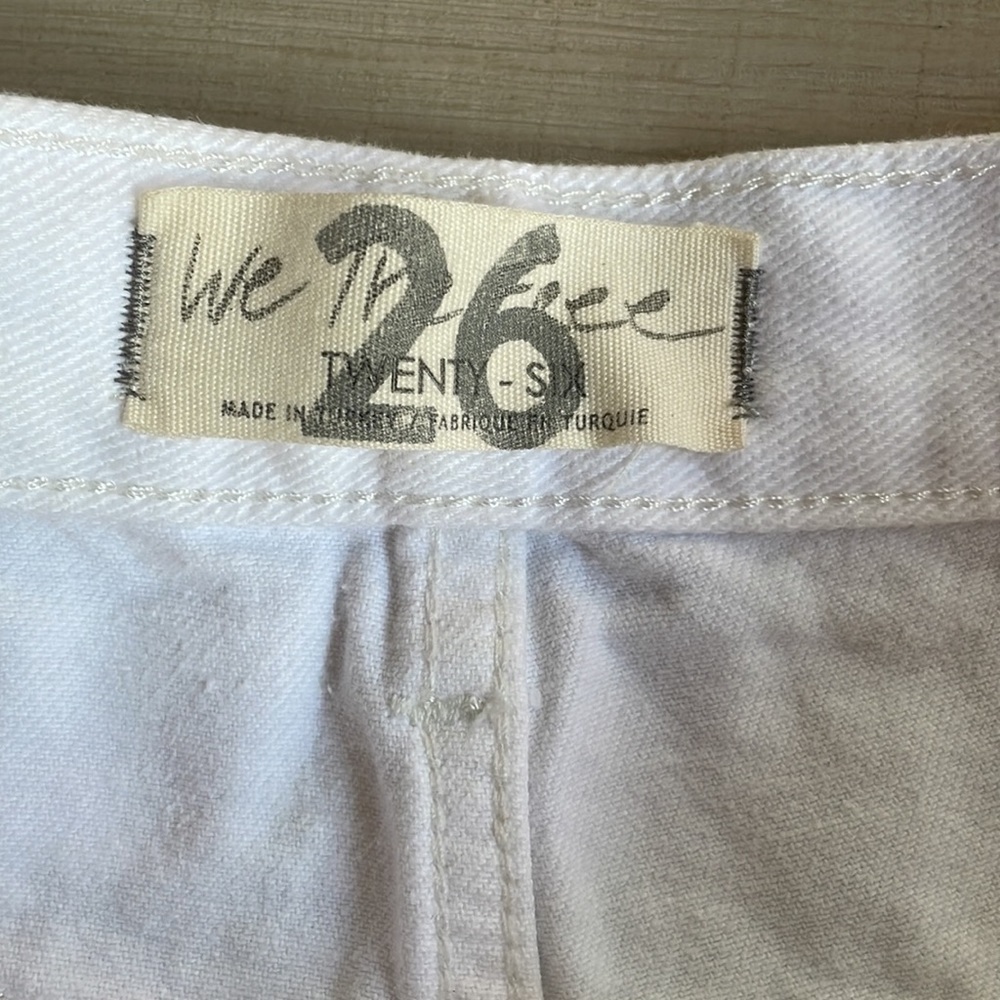 We The Free
26
TWENTY - SIX
MADE IN TURKEY / FABRIQUE EN TURQUIE